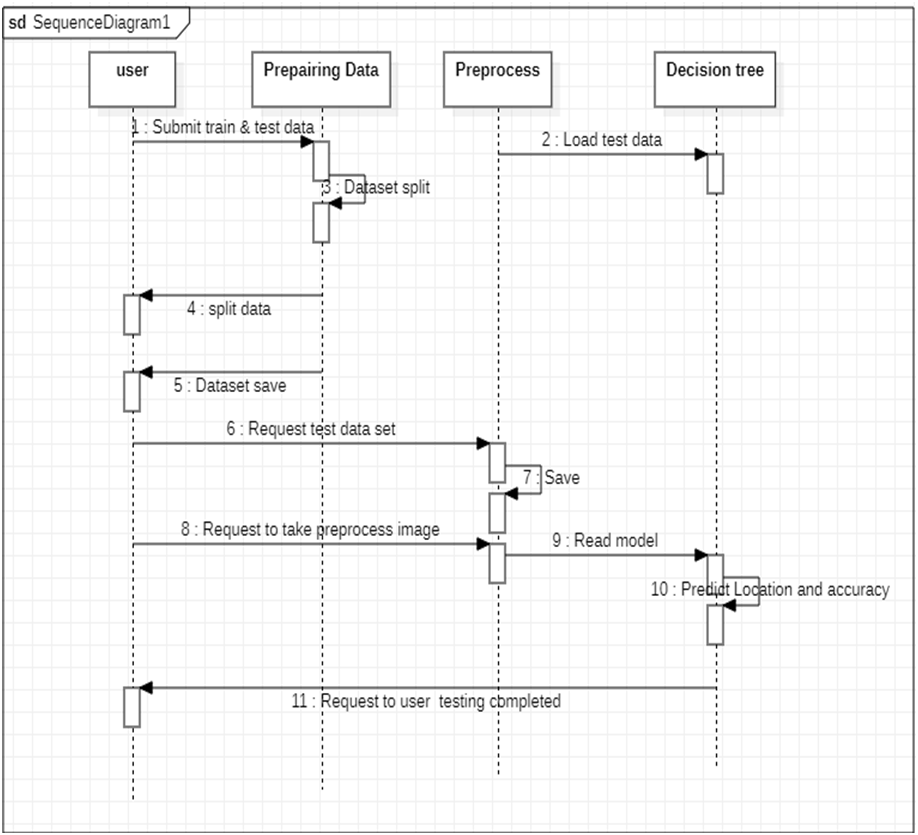 sd SequenceDiagram1
user
Prepairing Data
Preprocess
Decision tree
1 : Submit train & test data
2 : Load test data
3 : Dataset split
4 : split data
5 : Dataset save
6 : Request test data set
7 : Save
8 : Request to take preprocess image
9 : Read model
10 : Predict Location and accuracy
11 : Request to user  testing completed